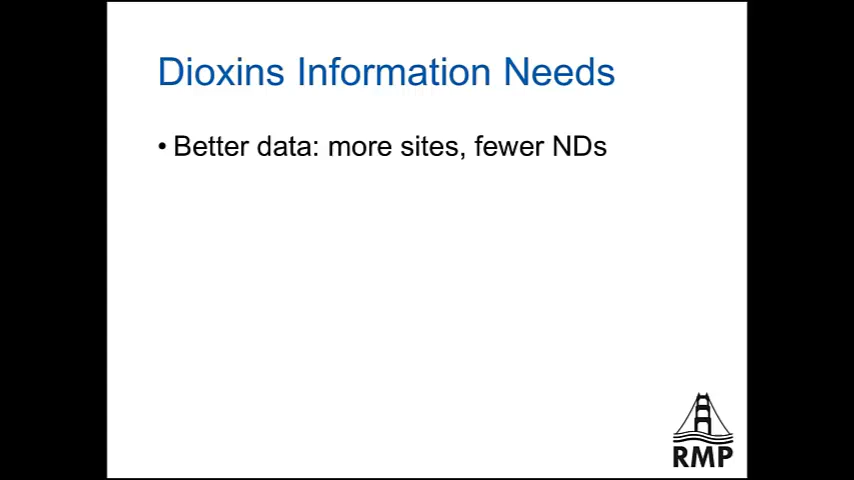 Dioxins Information Needs
• Better data: more sites, fewer NDs
RMP